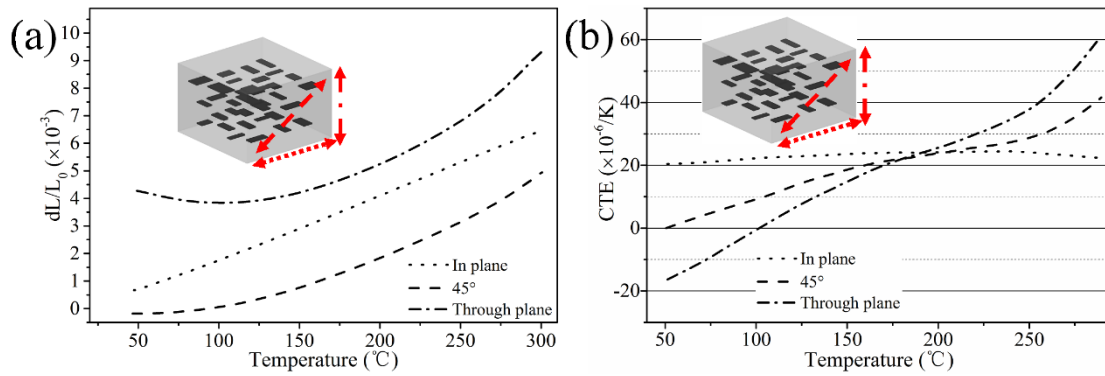 (a)
dL/L0 (×10-3)
10
9
8
7
6
5
4
3
2
1
0
In plane
45°
Through plane
50 100 150 200 250 300
Temperature (℃)
(b)
CTE (×10-6/K)
60
40
20
0
-20
In plane
45°
Through plane
50 100 150 200 250
Temperature (℃)